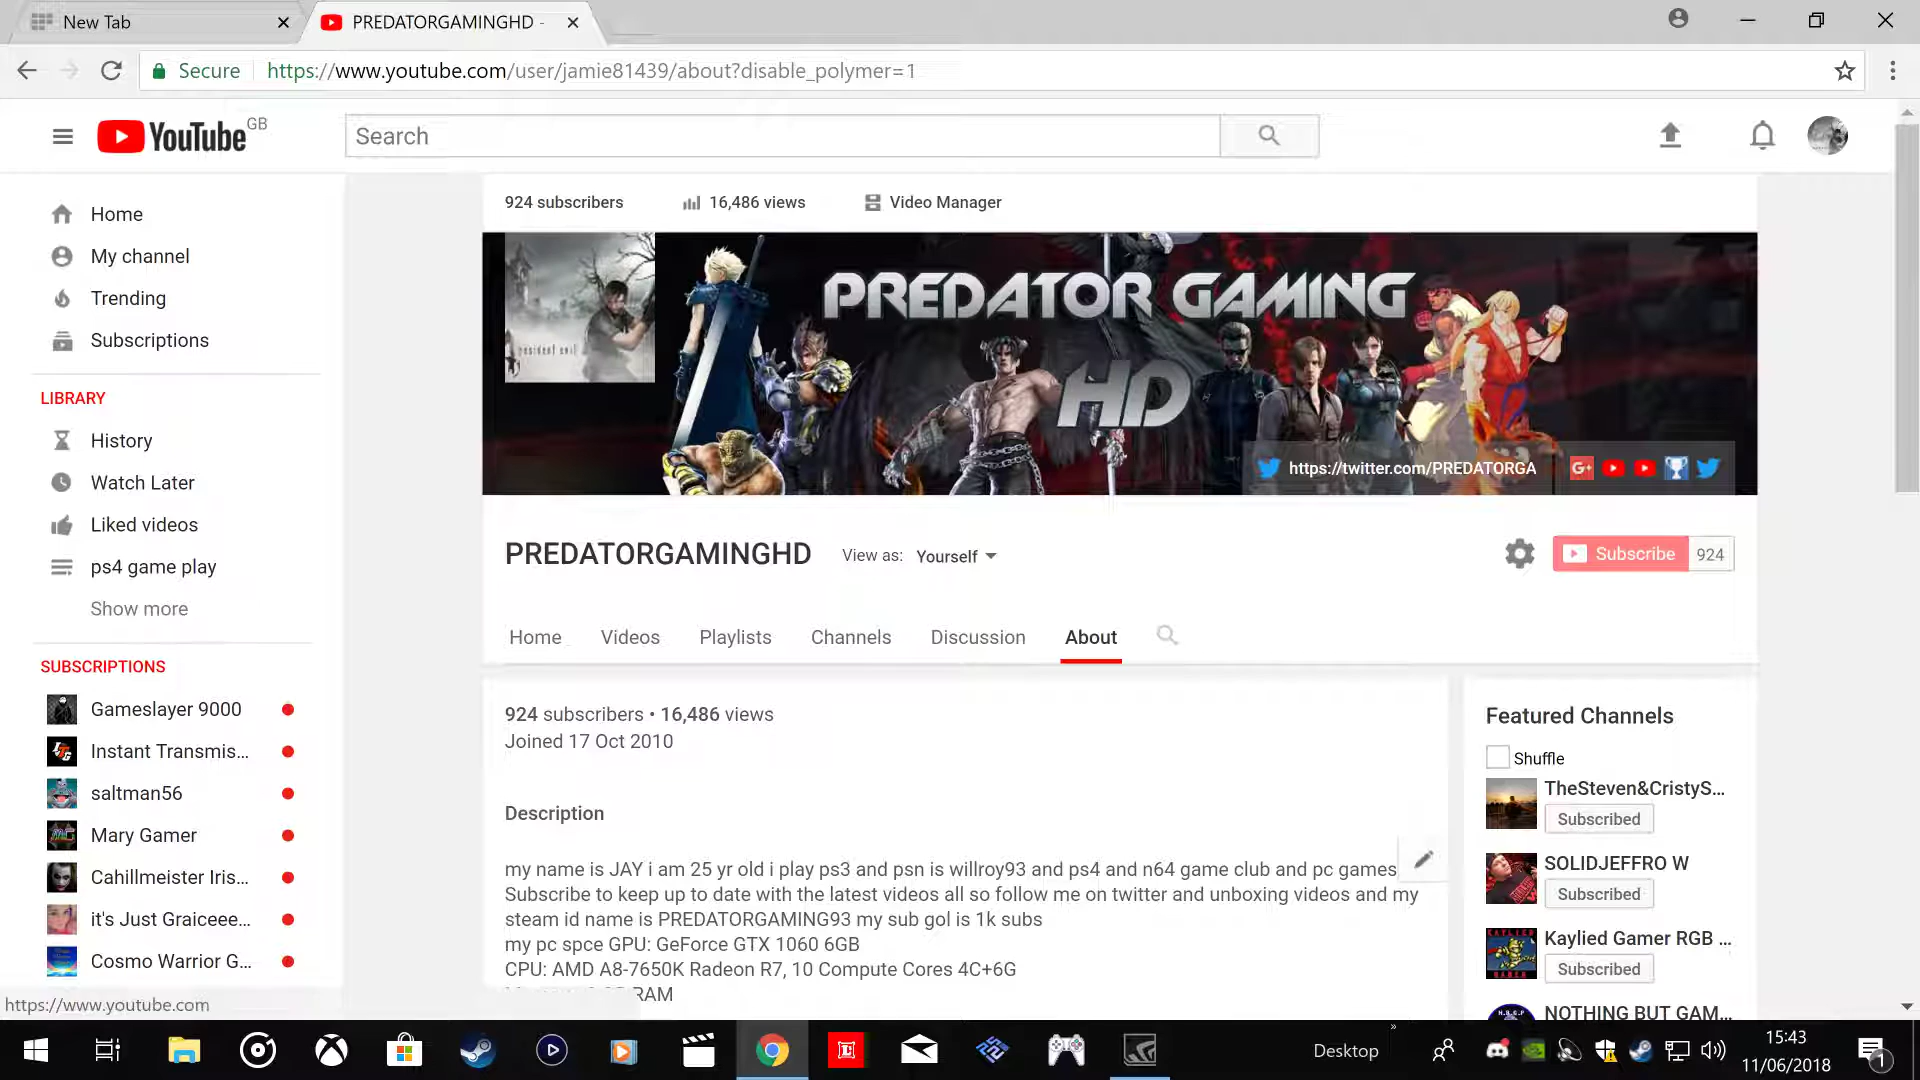 New Tab
PREDATORGAMINGHD -
Secure
https://www.youtube.com/user/jamie81439/about?disable_polymer=1
YouTube GB
Search
924 subscribers
16,486 views
Video Manager
Home
My channel
Trending
Subscriptions
LIBRARY
History
Watch Later
Liked videos
ps4 game play
Show more
SUBSCRIPTIONS
Gameslayer 9000
Instant Transmis...
saltman56
Mary Gamer
Cahillmeister Iris...
it's Just Graiceee...
Cosmo Warrior G...
https://www.youtube.com
resident evil
PREDATOR GAMING
HD
https://twitter.com/PREDATORGA
G+
PREDATORGAMINGHD
View as: Yourself
Subscribe 924
Home
Videos
Playlists
Channels
Discussion
About
924 subscribers • 16,486 views
Joined 17 Oct 2010
Description
my name is JAY i am 25 yr old i play ps3 and psn is willroy93 and ps4 and n64 game club and pc games
Subscribe to keep up to date with the latest videos all so follow me on twitter and unboxing videos and my
steam id name is PREDATORGAMING93 my sub gol is 1k subs
my pc spce GPU: GeForce GTX 1060 6GB
CPU: AMD A8-7650K Radeon R7, 10 Compute Cores 4C+6G
RAM
Featured Channels
Shuffle
TheSteven&CristyS...
Subscribed
SOLIDJEFFRO W
Subscribed
Kaylied Gamer RGB ...
Subscribed
NOTHING BUT GAM...
Desktop
15:43
11/06/2018
1